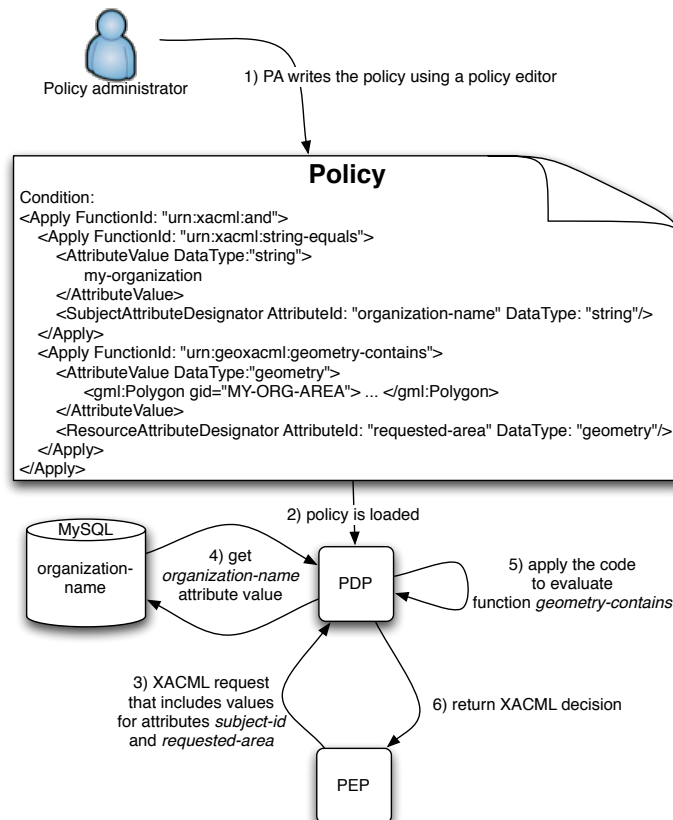 Policy administrator
1) PA writes the policy using a policy editor
Policy
Condition:
<Apply FunctionId: "urn:xacml:and">
<Apply FunctionId: "urn:xacml:string-equals">
<AttributeValue DataType:"string">
my-organization
</AttributeValue>
<SubjectAttributeDesignator AttributeId: "organization-name" DataType: "string"/>
</Apply>
<Apply FunctionId: "urn:geoxacml:geometry-contains">
<AttributeValue DataType:"geometry">
<gml:Polygon gid="MY-ORG-AREA"> ... </gml:Polygon>
</AttributeValue>
<ResourceAttributeDesignator AttributeId: "requested-area" DataType: "geometry"/>
</Apply>
</Apply>
2) policy is loaded
MySQL
organization-
name
4) get
organization-name
attribute value
PDP
5) apply the code
to evaluate
function geometry-contains
3) XACML request
that includes values
for attributes subject-id
and requested-area
6) return XACML decision
PEP